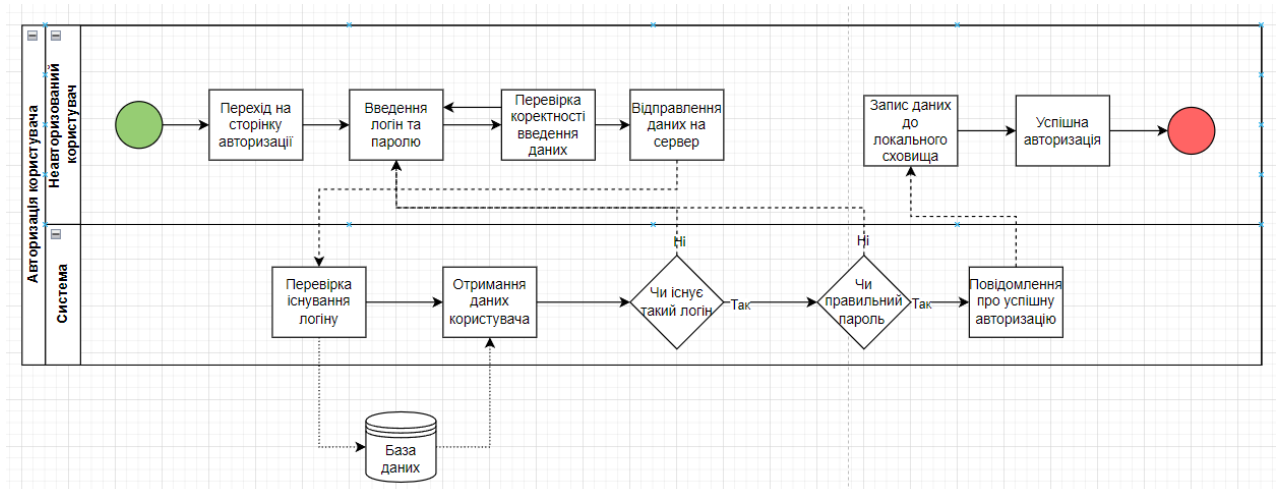 Авторизація користувача
Неавторизований
користувач
Перехід на
сторінку
авторизації
Введення
логін та
паролю
Перевірка
коректності
введення
даних
Відправлення
даних на
сервер
Запис даних
до
локального
сховища
Успішна
авторизація
Система
Перевірка
існування
логіну
Отримання
даних
користувача
Ні
Чи існує
такий логін
Так
Ні
Чи
правильний
пароль
Так
Повідомлення
про успішну
авторизацію
База
даних